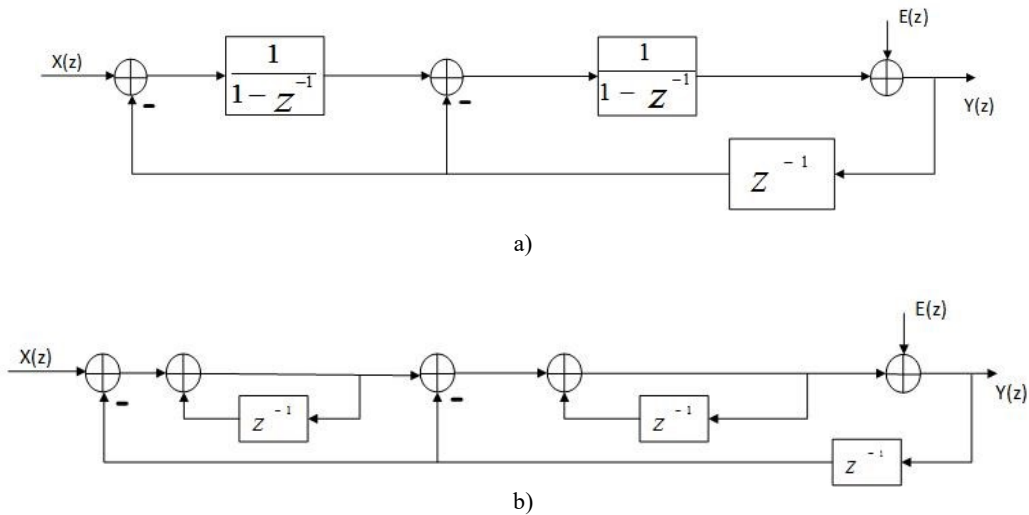 E(z)
X(z)
1
1 − z⁻¹
1
1 − z⁻¹
-
-
Y(z)
z⁻¹
a)
E(z)
X(z)
-
-
Y(z)
z⁻¹
z⁻¹
z⁻¹
b)